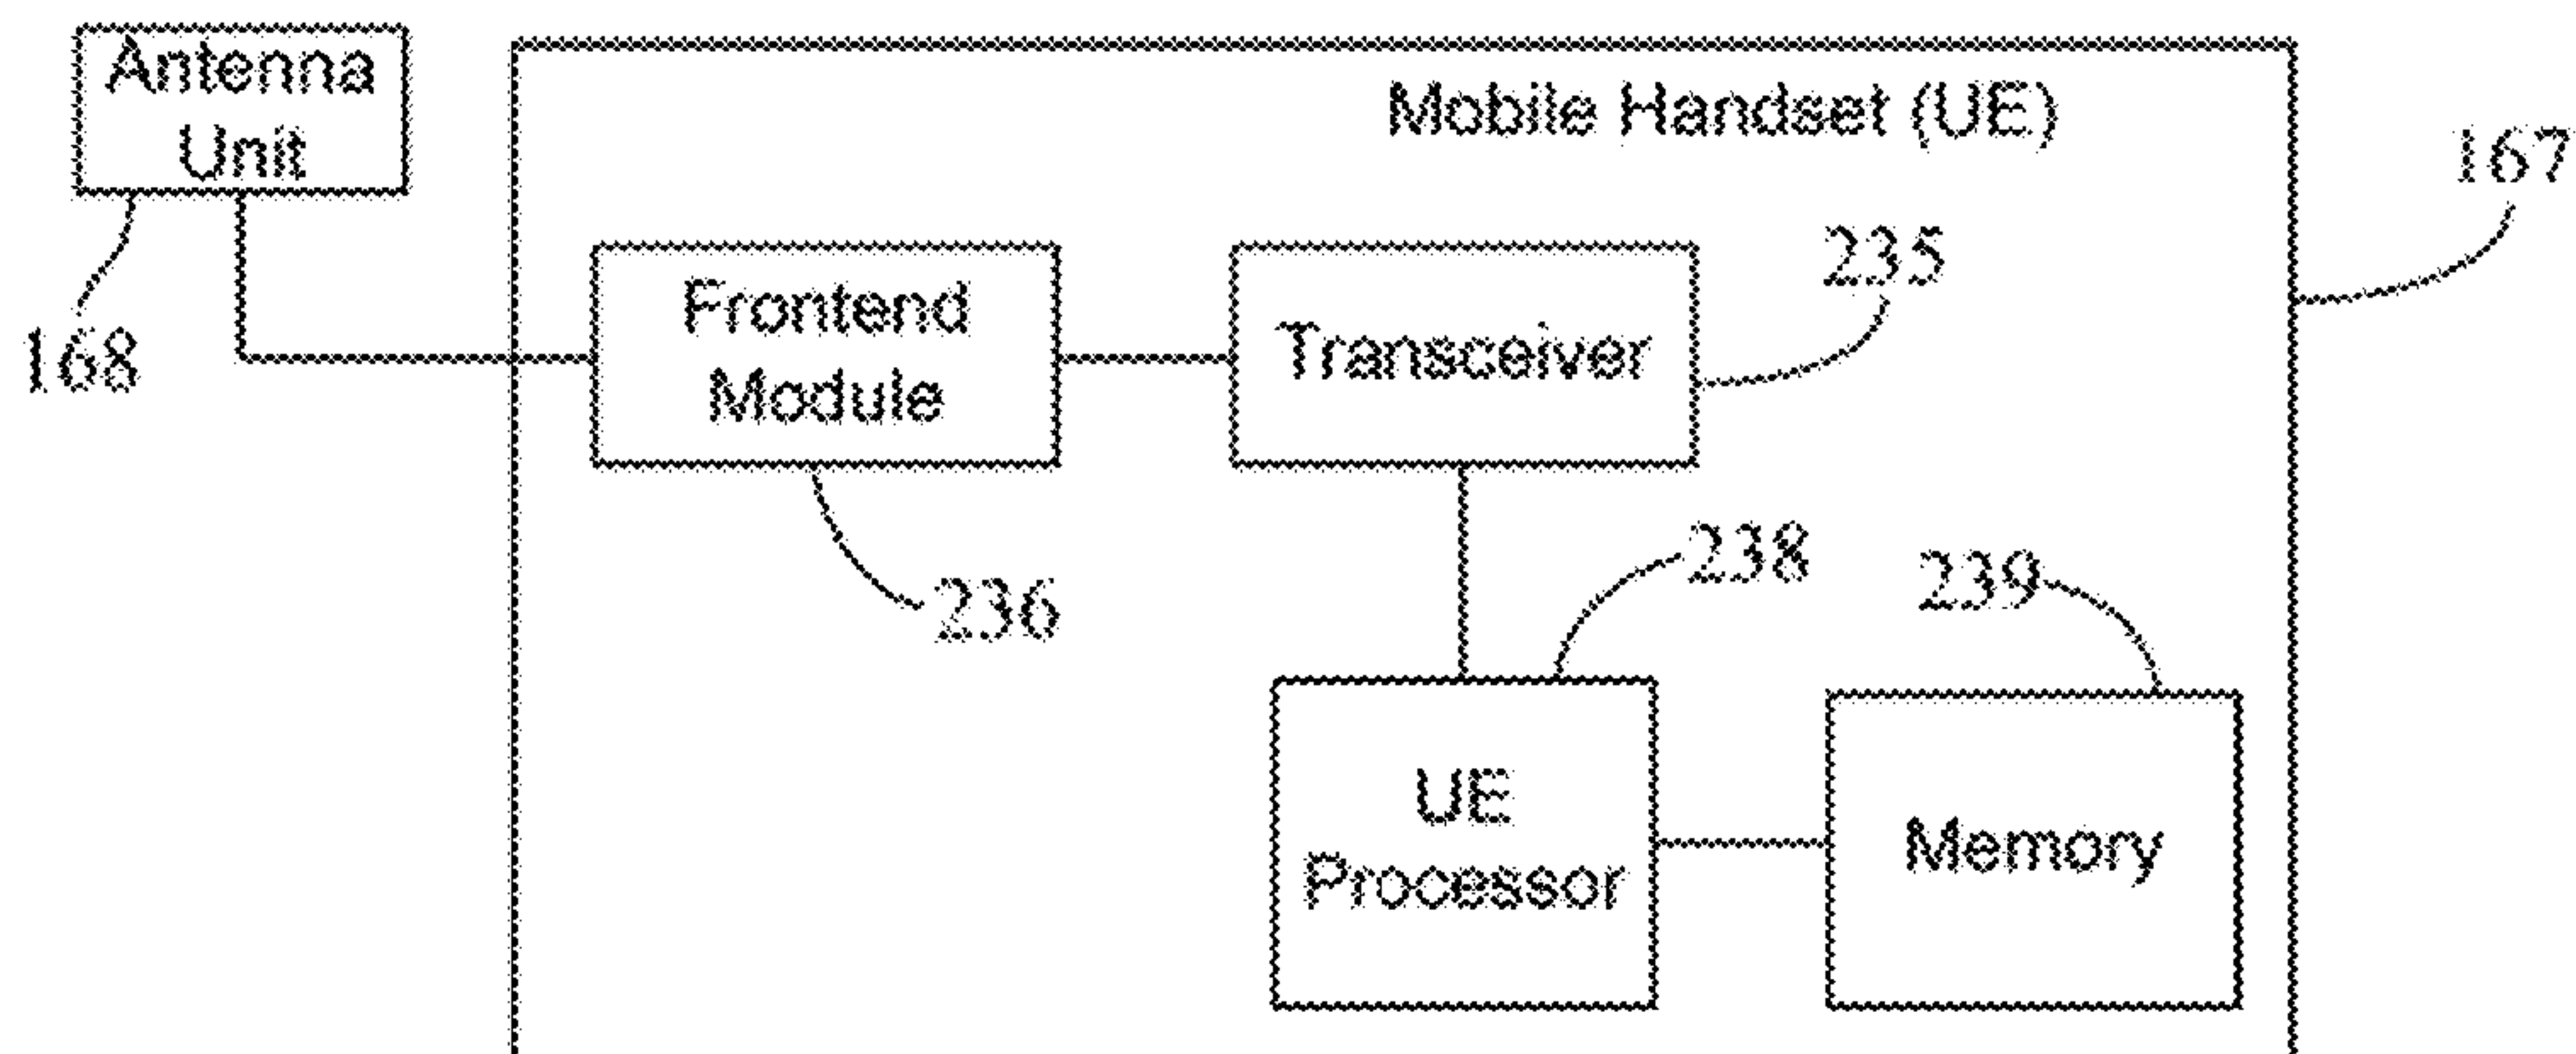 Antenna
Unit
Mobile Handset (UE)
167
168
Frontend
Module
Transceiver
235
236
238
239
UE
Processor
Memory